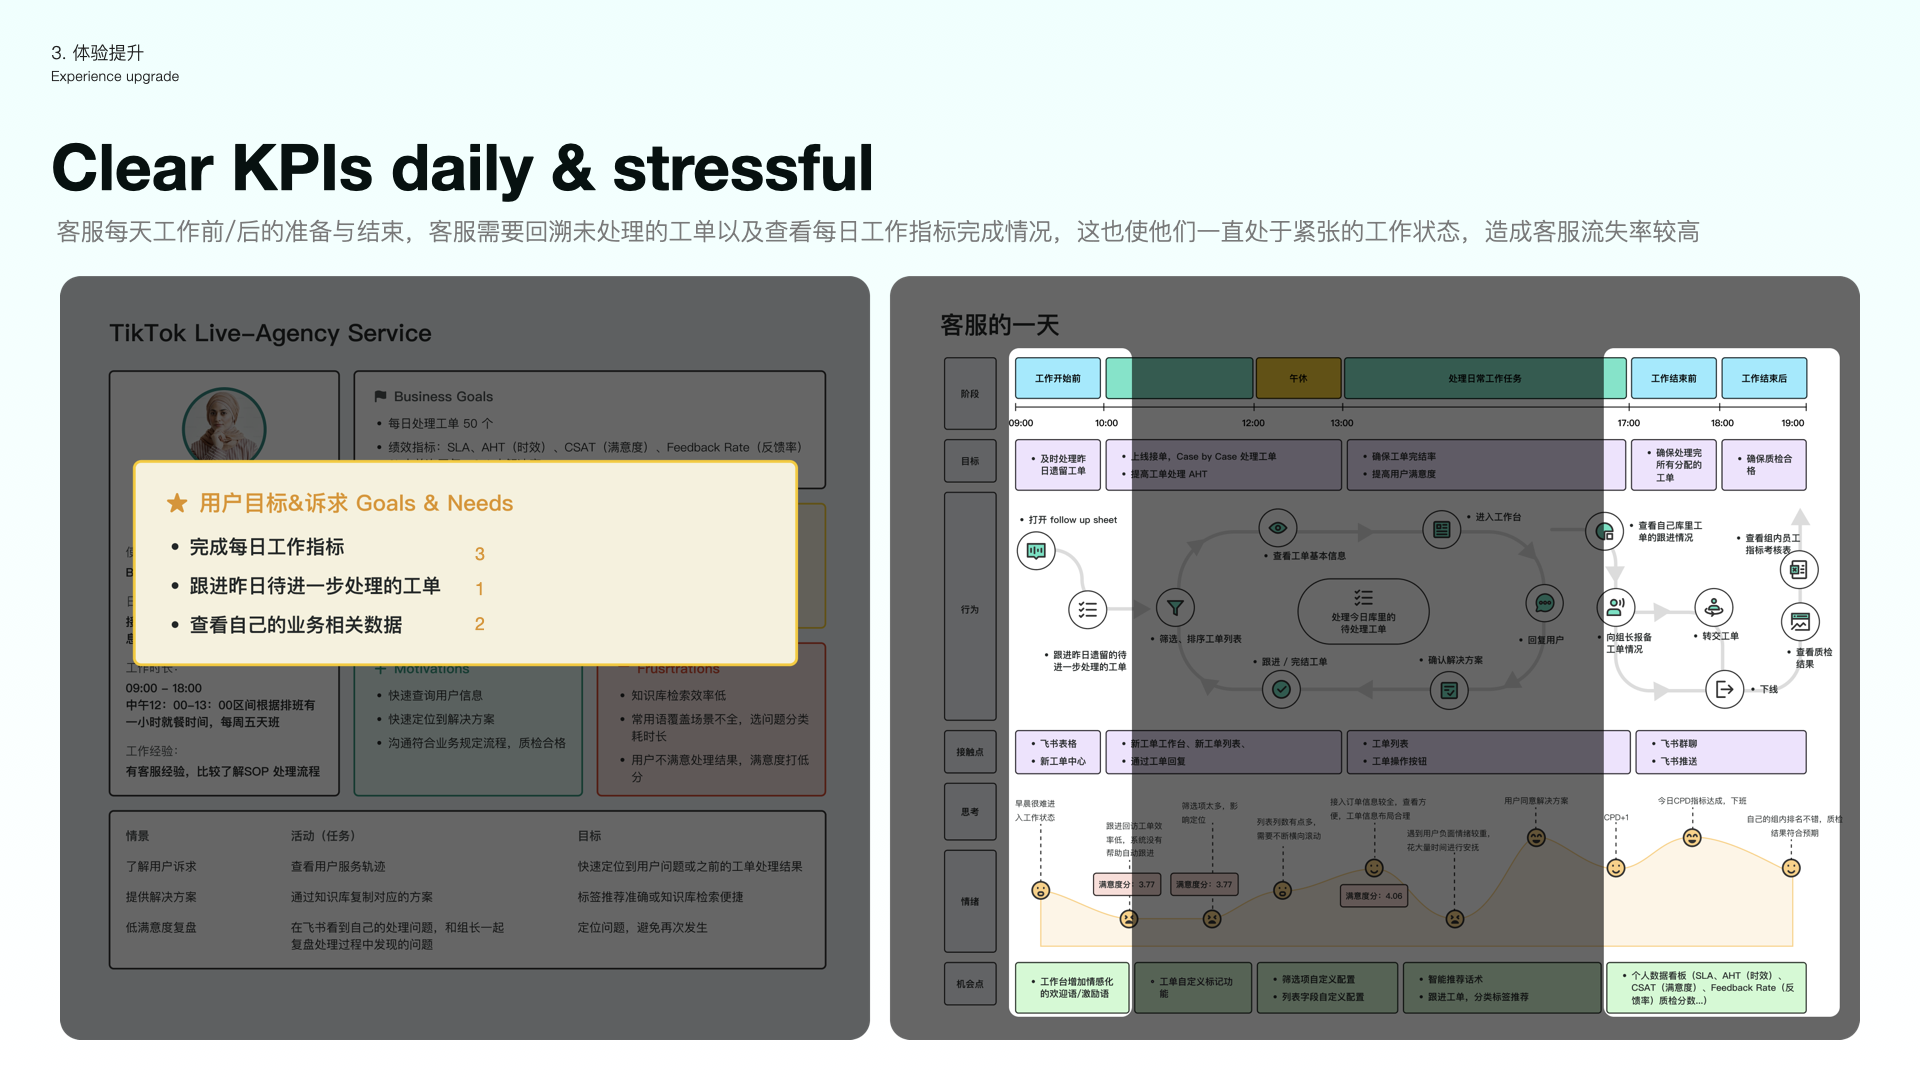 3. 体验提升
Experience upgrade
Clear KPIs daily & stressful
客服每天工作前/后的准备与结束，客服需要回溯未处理的工单以及查看每日工作指标完成情况，这也使他们一直处于紧张的工作状态，造成客服流失率较高
TikTok Live-Agency Service
Business Goals
• 每日处理工单 50 个
• 绩效指标：SLA、AHT（时效）、CSAT（满意度）、Feedback Rate（反馈率）
用户目标&诉求 Goals & Needs
• 完成每日工作指标 3
• 跟进昨日待进一步处理的工单 1
• 查看自己的业务相关数据 2
工作时长：
09:00 – 18:00
中午12：00-13：00区间根据排班有
一小时就餐时间，每周五天班
工作经验：
有客服经验，比较了解SOP 处理流程
Motivations
• 快速查询用户信息
• 快速定位到解决方案
• 沟通符合业务规定流程，质检合格
Frusrtrations
• 知识库检索效率低
• 常用语覆盖场景不全，选问题分类
耗时长
• 用户不满意处理结果，满意度打低
分
情景 活动（任务） 目标
了解用户诉求 查看用户服务轨迹 快速定位到用户问题或之前的工单处理结果
提供解决方案 通过知识库复制对应的方案 标签推荐准确或知识库检索便捷
低满意度复盘 在飞书看到自己的处理问题，和组长一起 定位问题，避免再次发生
复盘处理过程中发现的问题
客服的一天
阶段
工作开始前
午休
处理日常工作任务
工作结束前
工作结束后
09:00 10:00 12:00 13:00 17:00 18:00 19:00
目标
• 及时处理昨
日遗留工单
• 上线接单，Case by Case 处理工单
• 提高工单处理 AHT
• 确保工单完结率
• 提高用户满意度
• 确保处理完
所有分配的
工单
• 确保质检合
格
行为
• 打开 follow up sheet
• 跟进昨日遗留的待
进一步处理的工单
• 筛选、排序工单列表
• 查看工单基本信息
• 进入工作台
处理今日库里的
待处理工单
• 回复用户
• 确认解决方案
• 跟进 / 完结工单
• 查看自己库里工
单的跟进情况
• 向组长报备
工单情况
• 转交工单
• 下线
• 查看组内员工
指标考核表
• 查看质检
结果
接触点
• 飞书表格
• 新工单中心
• 新工单工作台、新工单列表、
• 通过工单回复
• 工单列表
• 工单操作按钮
• 飞书群聊
• 飞书推送
思考
早晨很难进
入工作状态
跟进回访工单效
率低，系统没有
帮助自动跟进
筛选项太多，影
响定位
列表列数有点多，
需要不断横向滚动
接入订单信息较全，查看方
便，工单信息布局合理
遇到用户负面情绪较重，
花大量时间进行安抚
用户同意解决方案
CPD+1
今日CPD指标达成，下班
自己的组内排名不错，质检
结果符合预期
情绪
满意度分：3.77
满意度分：3.77
满意度分：4.06
机会点
• 工作台增加情感化
的欢迎语/激励语
• 工单自定义标记功
能
• 筛选项自定义配置
• 列表字段自定义配置
• 智能推荐话术
• 跟进工单，分类标签推荐
• 个人数据看板（SLA、AHT（时效）、
CSAT（满意度）、Feedback Rate（反
馈率）质检分数...）